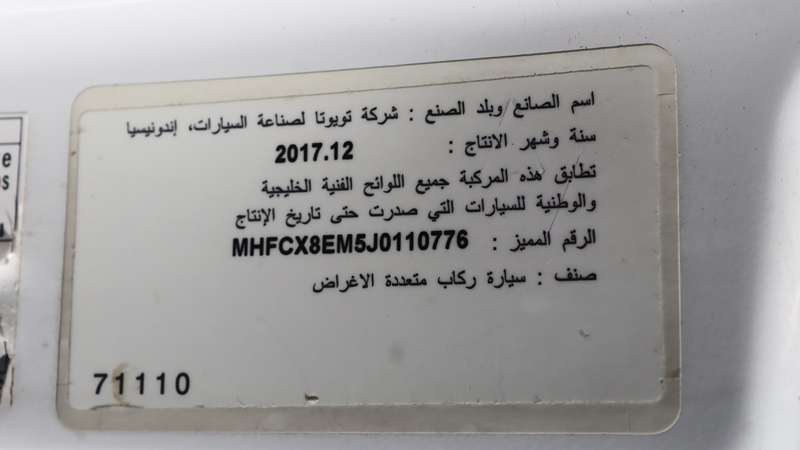 اسم الصانع وبلد الصنع : شركة تويوتا لصناعة السيارات، إندونيسيا
سنة وشهر الانتاج : 2017.12
تطابق هذه المركبة جميع اللوائح الفنية الخليجية
والوطنية للسيارات التي صدرت حتى تاريخ الإنتاج
الرقم المميز : MHFCX8EM5J0110776
صنف : سيارة ركاب متعددة الاغراض
71110